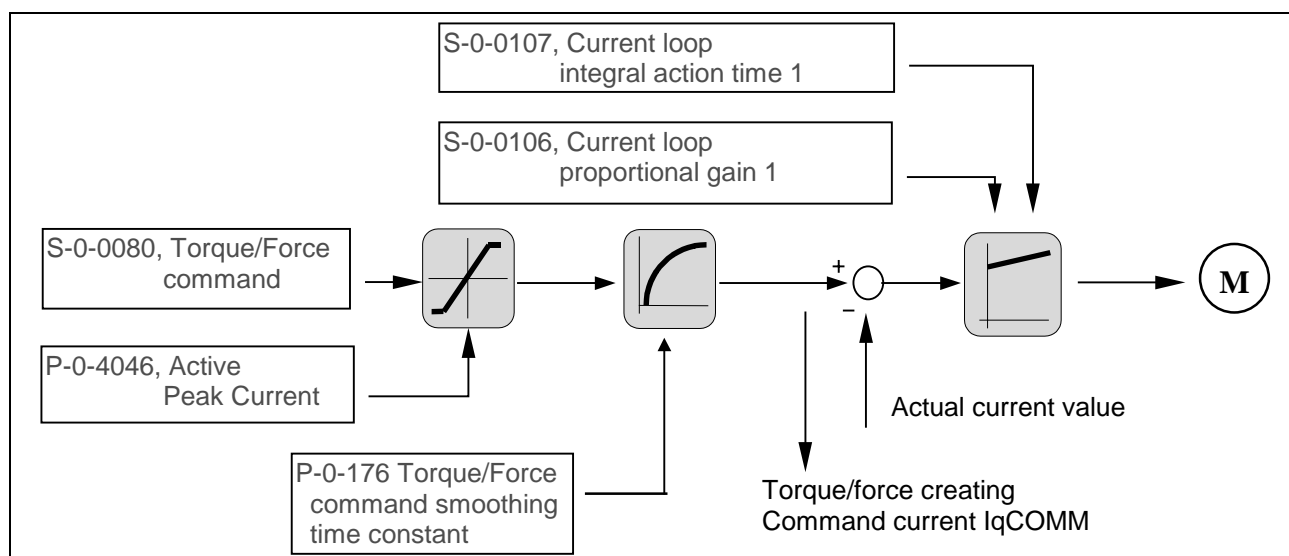 S-0-0107, Current loop
integral action time 1
S-0-0106, Current loop
proportional gain 1
S-0-0080, Torque/Force
command
+
−
M
P-0-4046, Active
Peak Current
Actual current value
P-0-176 Torque/Force
command smoothing
time constant
Torque/force creating
Command current IqCOMM